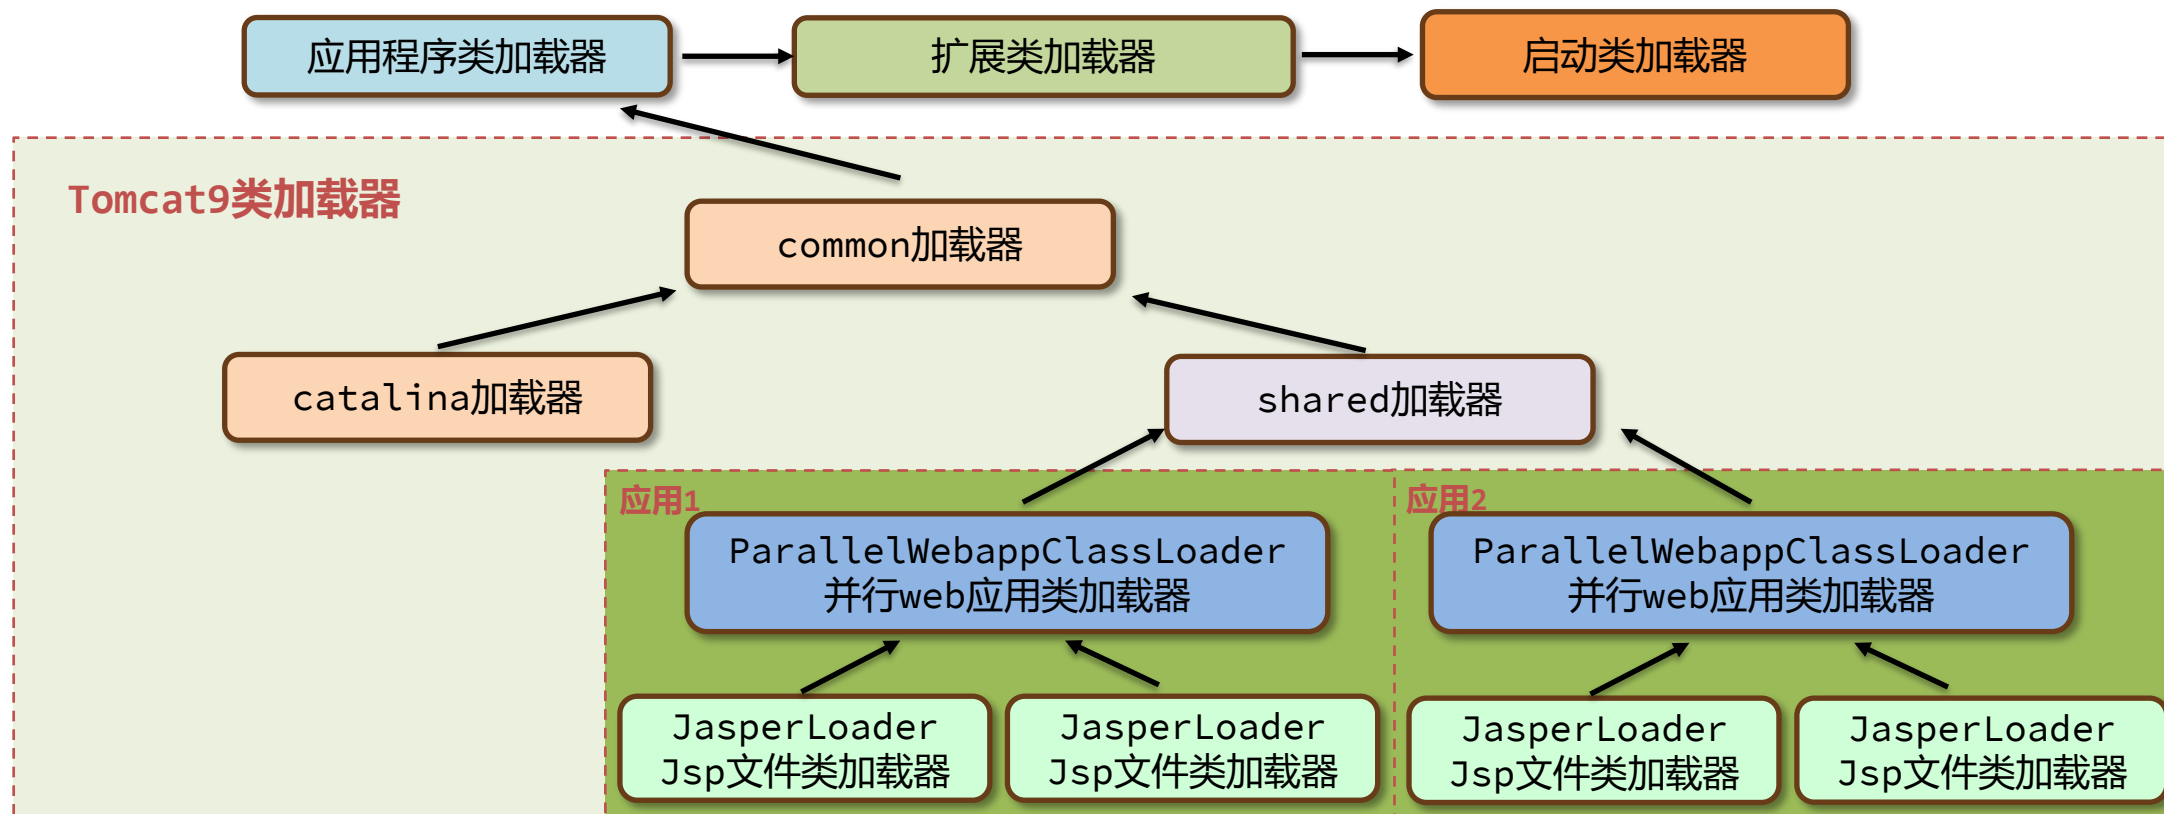 应用程序类加载器
扩展类加载器
启动类加载器
Tomcat9类加载器
common加载器
catalina加载器
shared加载器
应用1
应用2
ParallelWebappClassLoader
并行web应用类加载器
ParallelWebappClassLoader
并行web应用类加载器
JasperLoader
Jsp文件类加载器
JasperLoader
Jsp文件类加载器
JasperLoader
Jsp文件类加载器
JasperLoader
Jsp文件类加载器